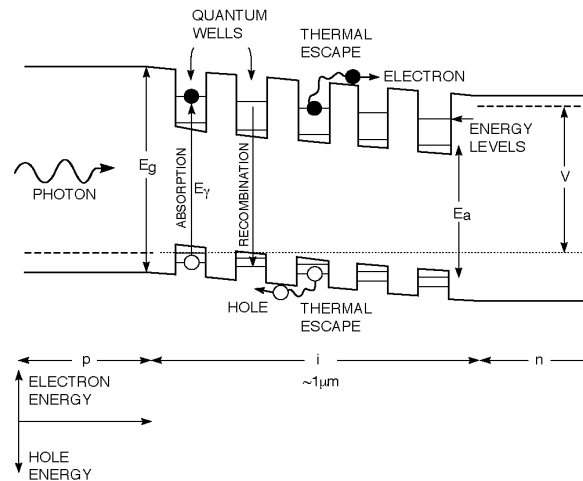 QUANTUM
WELLS
THERMAL
ESCAPE
ELECTRON
ENERGY
LEVELS
Eg
ABSORPTION
Eγ
RECOMBINATION
Ea
V
PHOTON
HOLE
THERMAL
ESCAPE
p
i
n
~1μm
ELECTRON
ENERGY
HOLE
ENERGY